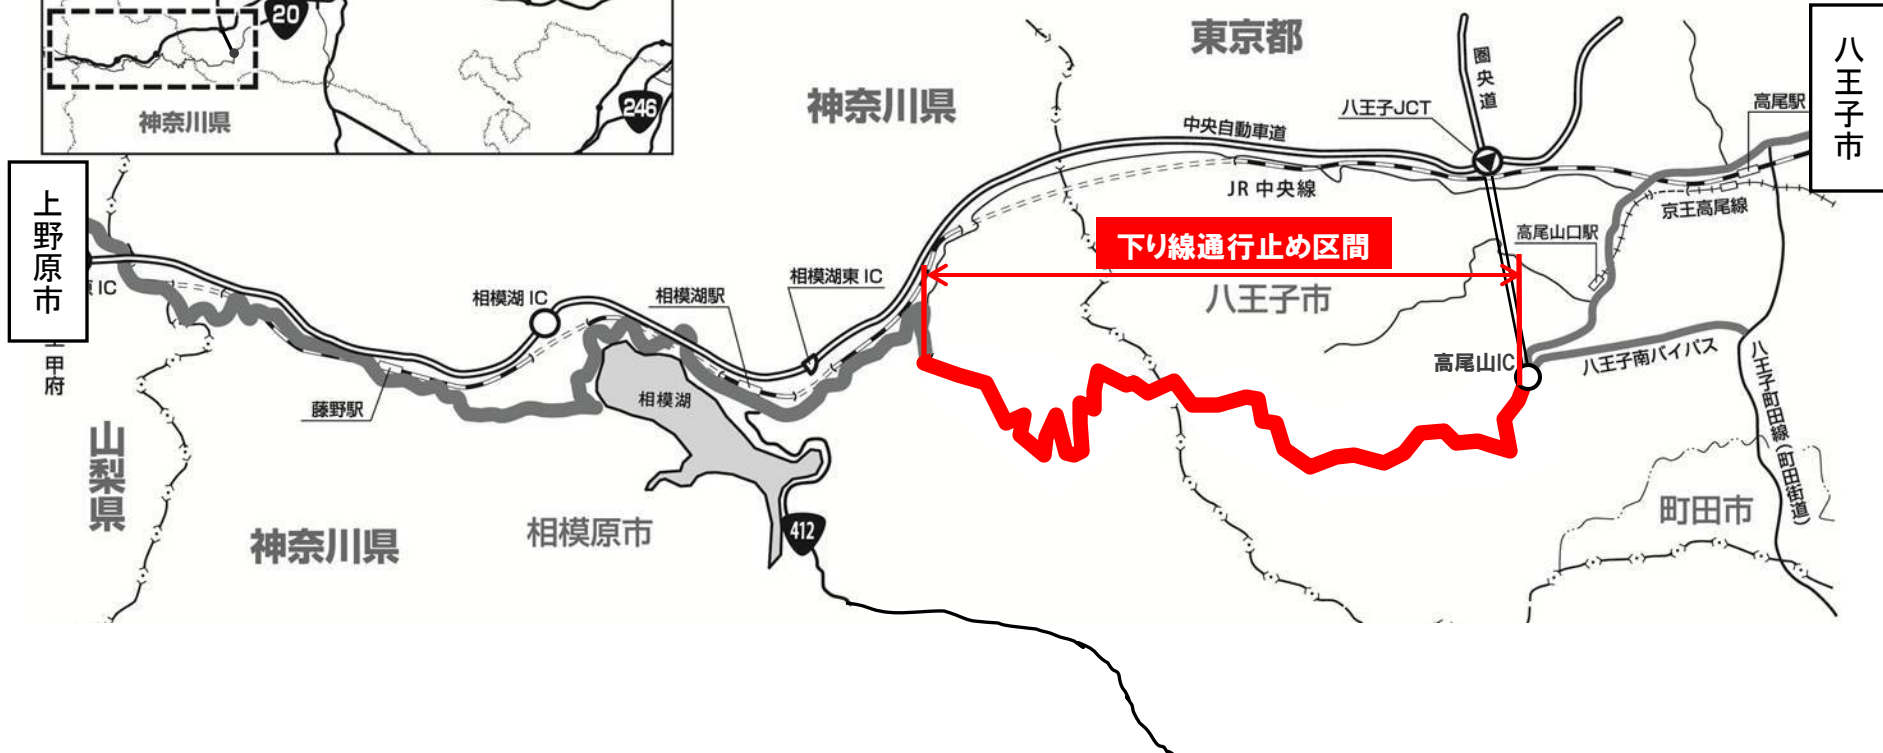 20
神奈川県
246
東京都
神奈川県
八王子市
圏央道
高尾駅
八王子JCT
中央自動車道
JR 中央線
京王高尾線
高尾山口駅
上野原市
IC
甲府
下り線通行止め区間
八王子市
相模湖東 IC
相模湖 IC
相模湖駅
高尾山IC
八王子南バイパス
八王子町田線(町田街道)
藤野駅
相模湖
山梨県
神奈川県
相模原市
412
町田市